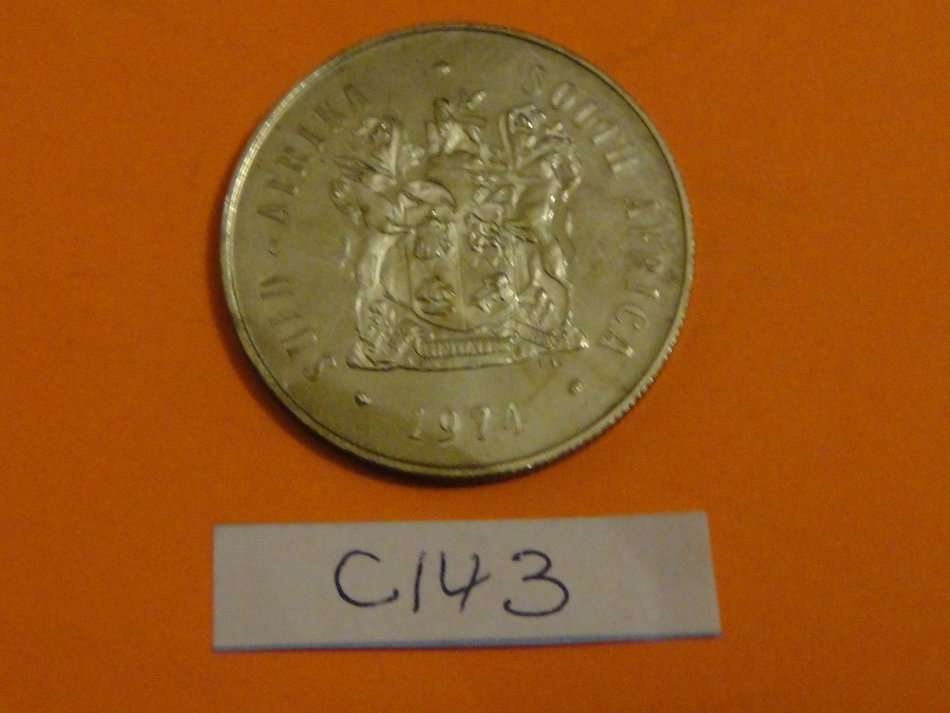 SUID-AFRIKA · SOUTH AFRICA
· 1974 ·
C143